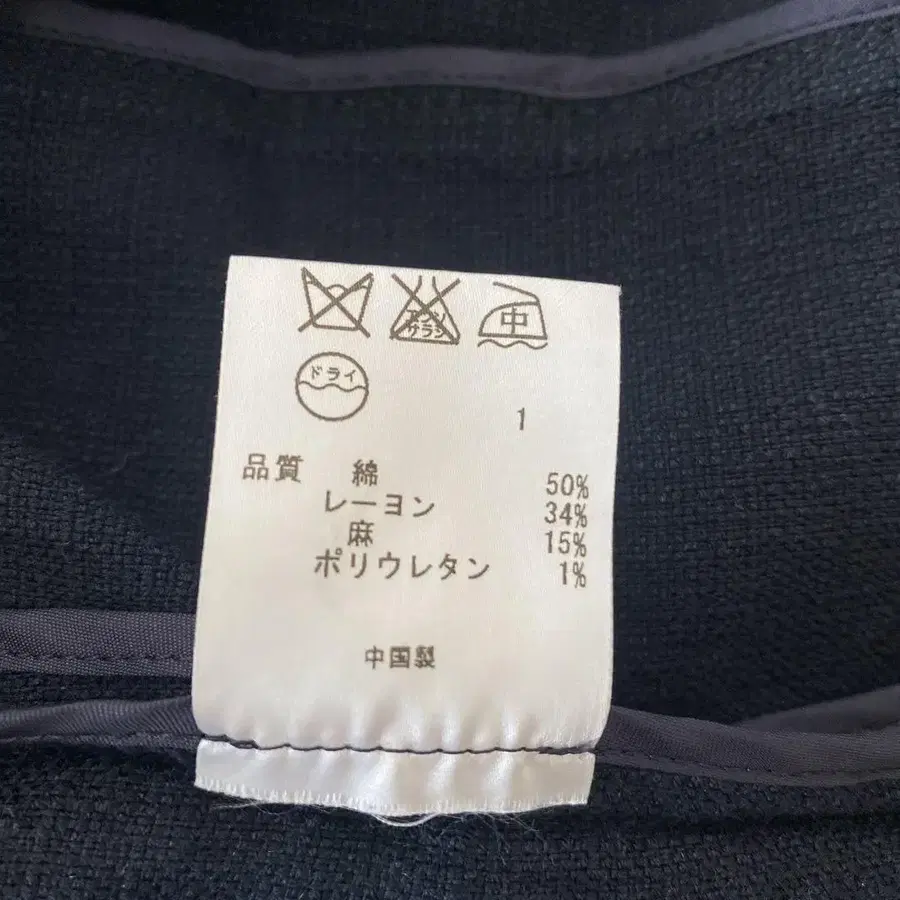 エンソ サラシ 中
ドライ
1
品質 綿 50%
レーヨン 34%
麻 15%
ポリウレタン 1%
中国製